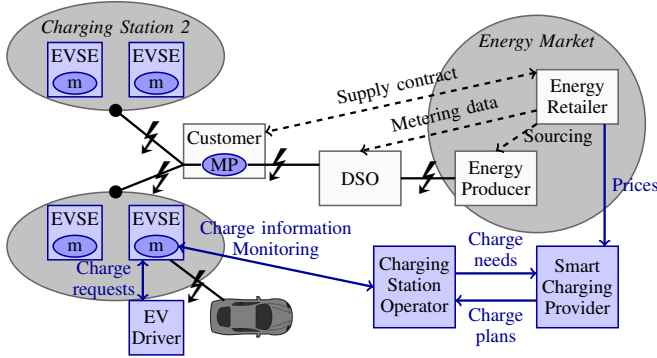 Charging Station 2
EVSE
m
EVSE
m
Energy Market
Energy
Retailer
Supply contract
Metering data
Sourcing
Customer
MP
DSO
Energy
Producer
Prices
EVSE
m
EVSE
m
Charge information
Monitoring
Charge
requests
EV
Driver
Charging
Station
Operator
Charge
needs
Charge
plans
Smart
Charging
Provider